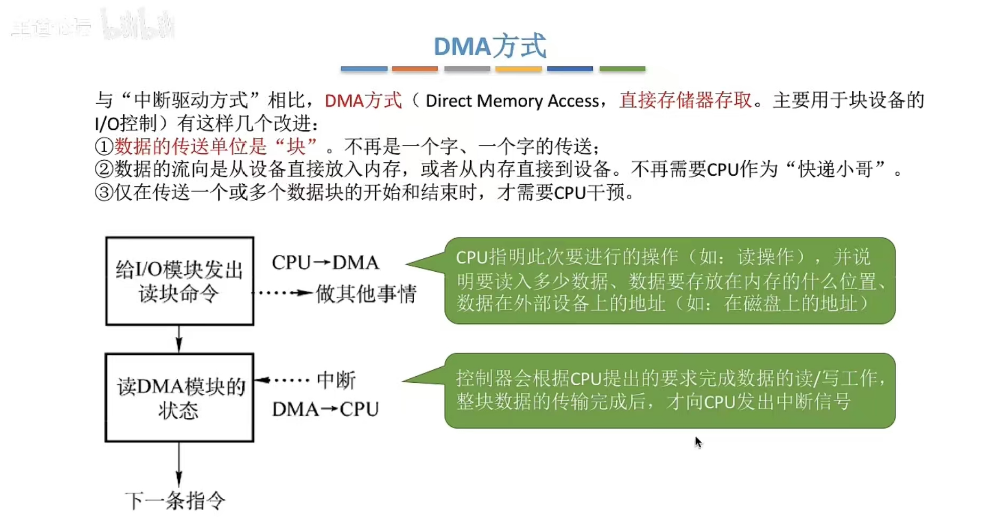 DMA方式
与“中断驱动方式”相比，DMA方式（ Direct Memory Access，直接存储器存取。主要用于块设备的
I/O控制）有这样几个改进：
①数据的传送单位是“块”。不再是一个字、一个字的传送；
②数据的流向是从设备直接放入内存，或者从内存直接到设备。不再需要CPU作为“快递小哥”。
③仅在传送一个或多个数据块的开始和结束时，才需要CPU干预。
给I/O模块发出
读块命令
CPU→DMA
做其他事情
CPU指明此次要进行的操作（如：读操作），并说
明要读入多少数据、数据要存放在内存的什么位置、
数据在外部设备上的地址（如：在磁盘上的地址）
读DMA模块的
状态
中断
DMA→CPU
控制器会根据CPU提出的要求完成数据的读/写工作，
整块数据的传输完成后，才向CPU发出中断信号
下一条指令